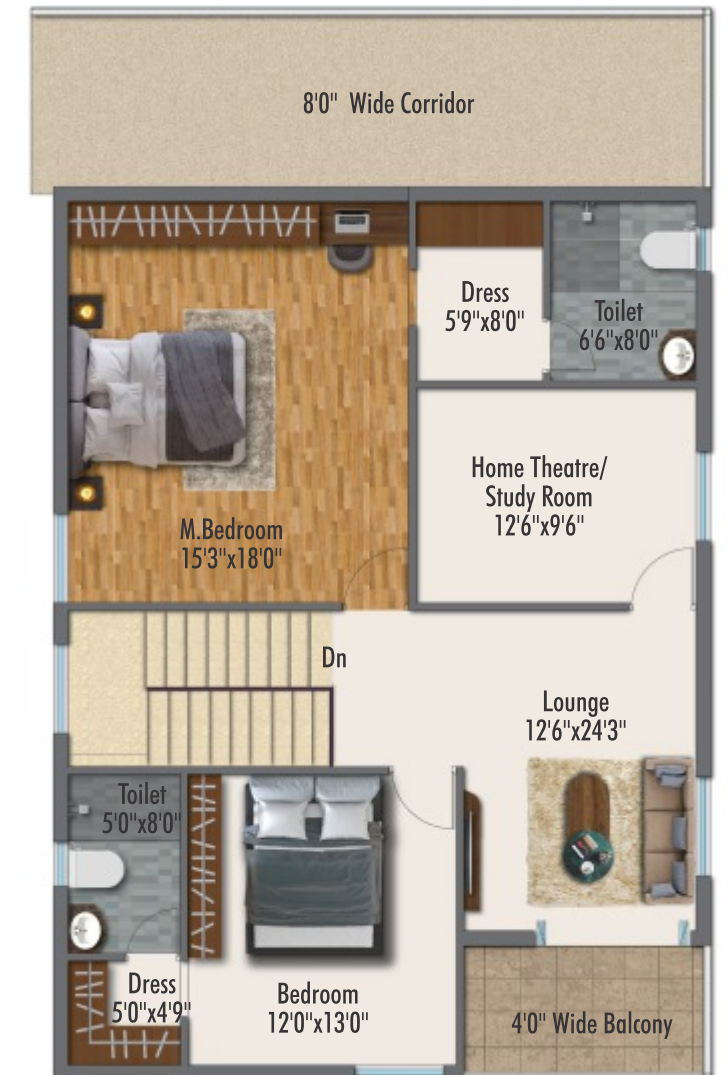 8'0" Wide Corridor
Dress
5'9"x8'0"
Toilet
6'6"x8'0"
Home Theatre/
Study Room
12'6"x9'6"
M.Bedroom
15'3"x18'0"
Dn
Lounge
12'6"x24'3"
Toilet
5'0"x8'0"
Dress
5'0"x4'9"
Bedroom
12'0"x13'0"
4'0" Wide Balcony